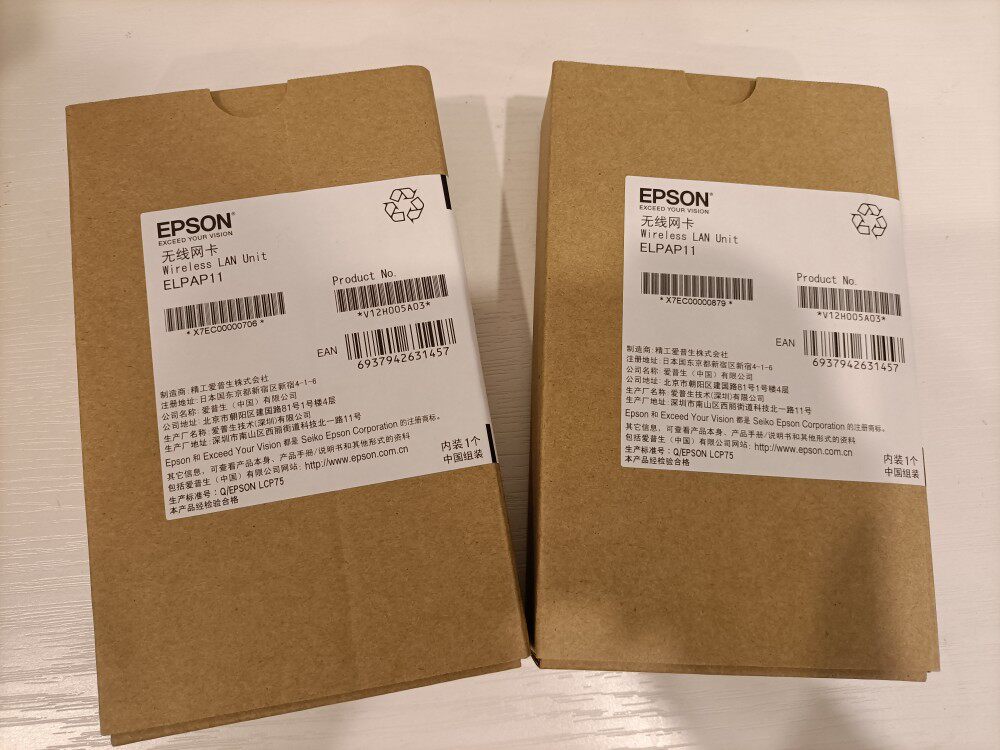 EPSON
EXCEED YOUR VISION
无线网卡
Wireless LAN Unit
ELPAP11
*X7EC00000706*
Product No.
*V12H005A03*
EAN
6937942631457
制造商: 精工爱普生株式会社
注册地址: 日本国东京都新宿区新宿4-1-6
公司名称: 爱普生（中国）有限公司
公司地址: 北京市朝阳区建国路81号1号楼4层
生产厂名称: 爱普生技术(深圳)有限公司
生产厂地址: 深圳市南山区西丽街道科技北一路11号
Epson 和 Exceed Your Vision 都是 Seiko Epson Corporation 的注册商标。
其它信息，可查看产品本身、产品手册/说明书和其他形式的资料
包括爱普生（中国）有限公司网站: http://www.epson.com.cn
生产标准号: Q/EPSON LCP75
本产品经检验合格
内装1个
中国组装
EPSON
EXCEED YOUR VISION
无线网卡
Wireless LAN Unit
ELPAP11
*X7EC00000879*
Product No.
*V12H005A03*
EAN
6937942631457
制造商: 精工爱普生株式会社
注册地址: 日本国东京都新宿区新宿4-1-6
公司名称: 爱普生（中国）有限公司
公司地址: 北京市朝阳区建国路81号1号楼4层
生产厂名称: 爱普生技术(深圳)有限公司
生产厂地址: 深圳市南山区西丽街道科技北一路11号
Epson 和 Exceed Your Vision 都是 Seiko Epson Corporation 的注册商标。
其它信息，可查看产品本身、产品手册/说明书和其他形式的资料
包括爱普生（中国）有限公司网站: http://www.epson.com.cn
生产标准号: Q/EPSON LCP75
本产品经检验合格
内装1个
中国组装